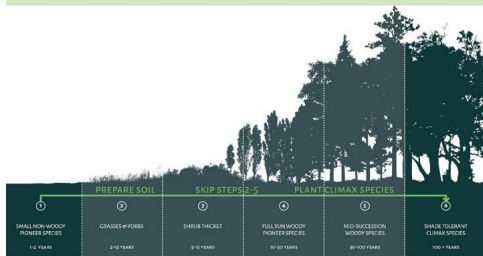 PREPARE SOIL SKIP STEPS 2-5 PLANT CLIMAX SPECIES
1
SMALL NON-WOODY
PIONEER SPECIES
1-2 YEARS
2
GRASSES & FORBS
2-15 YEARS
3
SHRUB THICKET
3-15 YEARS
4
FULL SUN WOODY
PIONEER SPECIES
10-30 YEARS
5
MID-SUCCESSION
WOODY SPECIES
30-100 YEARS
6
SHADE TOLERANT
CLIMAX SPECIES
100 + YEARS